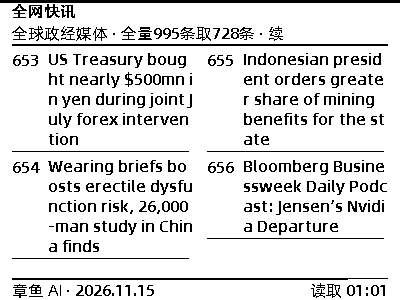 全网快讯
全球政经媒体 · 全量995条取728条 · 续
653 US Treasury boug
ht nearly $500mn i
n yen during joint J
uly forex interven
tion
654 Wearing briefs bo
osts erectile dysfu
nction risk, 26,000
-man study in Chin
a finds
655 Indonesian presid
ent orders greate
r share of mining
benefits for the st
ate
656 Bloomberg Busine
ssweek Daily Podc
ast: Jensen's Nvidi
a Departure
章鱼 AI · 2026.11.15
读取 01:01